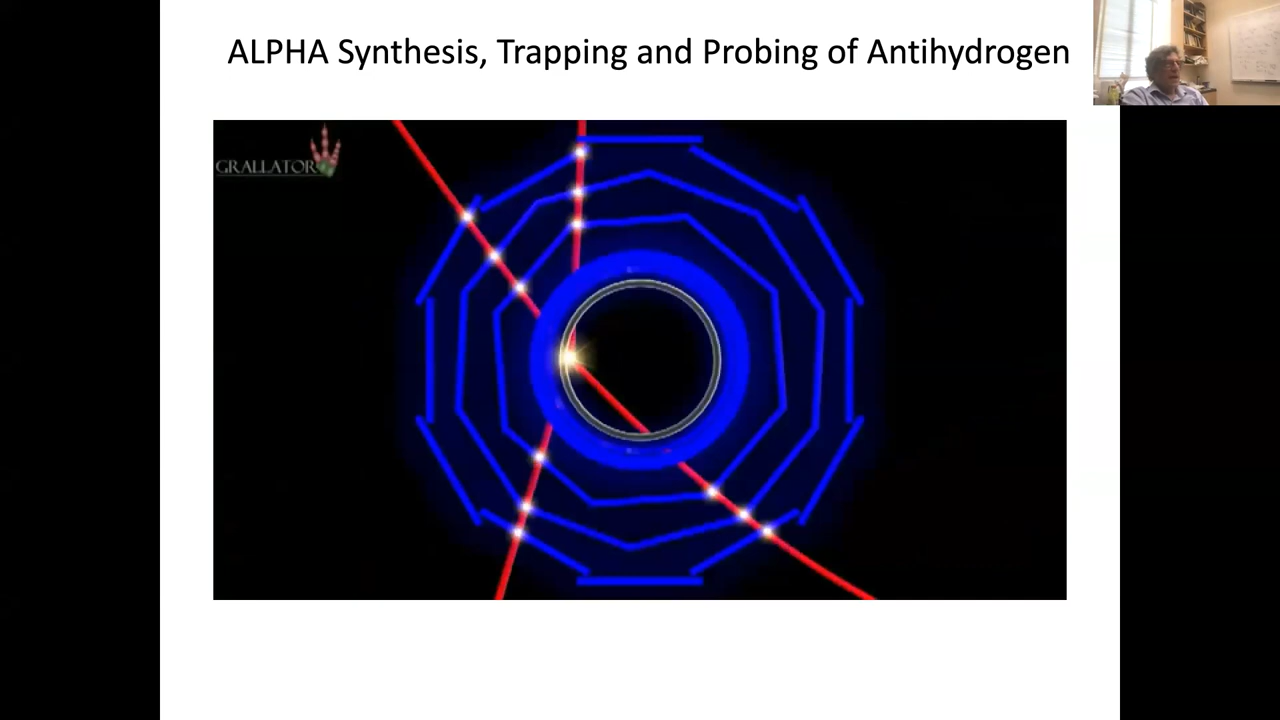 ALPHA Synthesis, Trapping and Probing of Antihydrogen
GRALLATOR